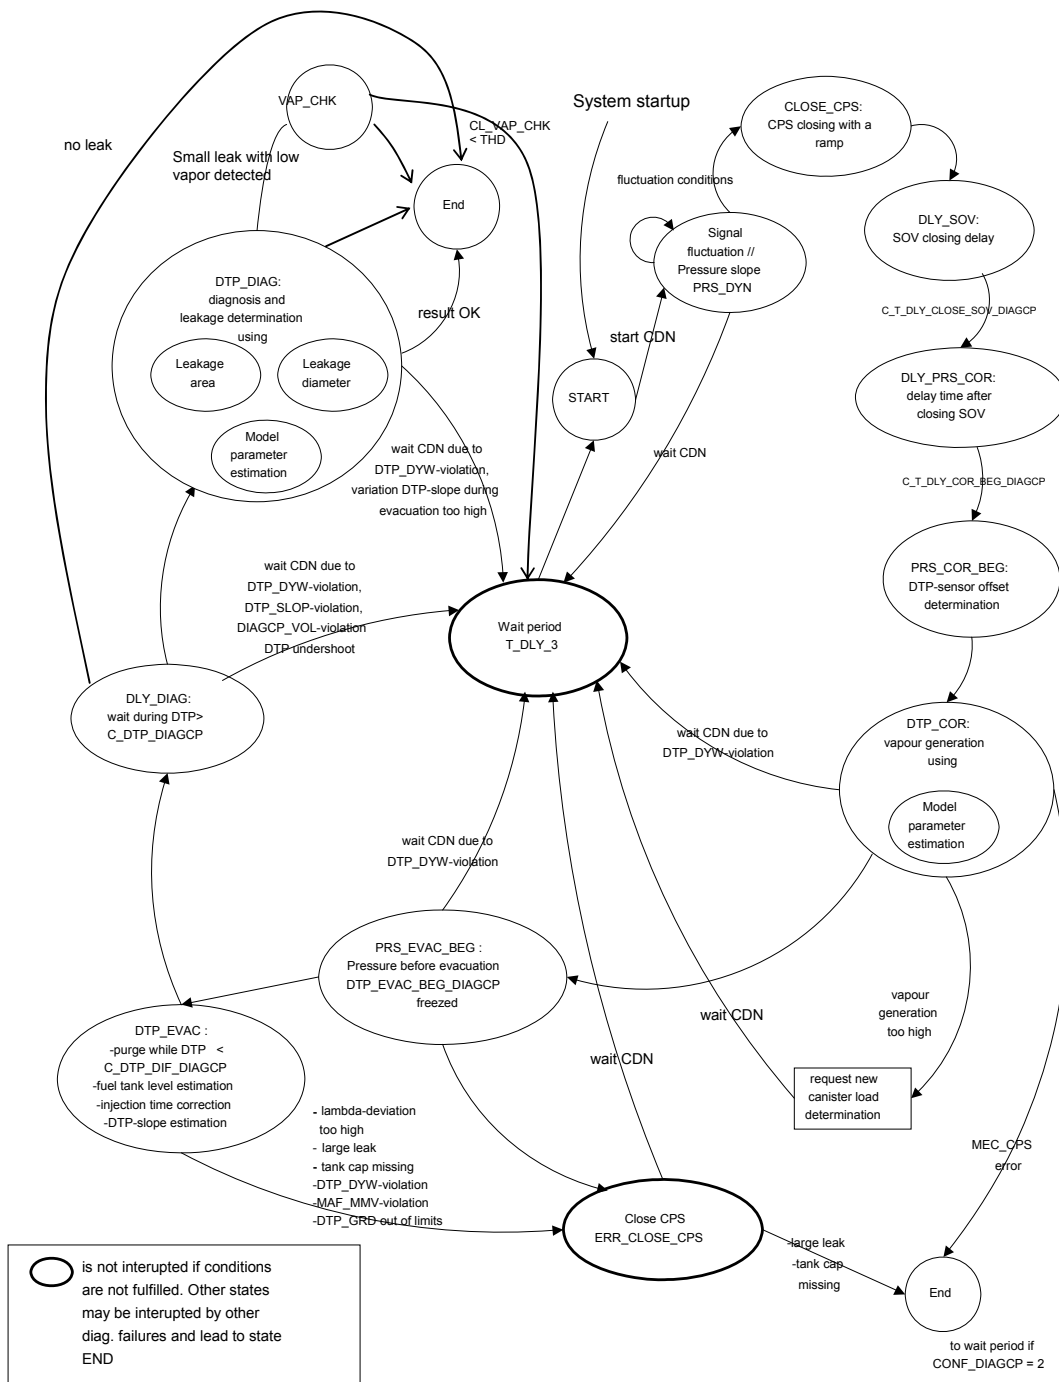 System startup
CLOSE_CPS:
CPS closing with a
ramp
VAP_CHK
CL_VAP_CHK
< THD
no leak
Small leak with low
vapor detected
End
fluctuation conditions
Signal
fluctuation //
Pressure slope
PRS_DYN
DLY_SOV:
SOV closing delay
C_T_DLY_CLOSE_SOV_DIAGCP
DTP_DIAG:
diagnosis and
leakage determination
using
Leakage
area
Leakage
diameter
Model
parameter
estimation
result OK
start CDN
START
DLY_PRS_COR:
delay time after
closing SOV
C_T_DLY_COR_BEG_DIAGCP
wait CDN
wait CDN due to
DTP_DYW-violation,
variation DTP-slope during
evacuation too high
wait CDN due to
DTP_DYW-violation,
DTP_SLOP-violation,
DIAGCP_VOL-violation
DTP undershoot
PRS_COR_BEG:
DTP-sensor offset
determination
Wait period
T_DLY_3
DLY_DIAG:
wait during DTP>
C_DTP_DIAGCP
wait CDN due to
DTP_DYW-violation
DTP_COR:
vapour generation
using
Model
parameter
estimation
wait CDN due to
DTP_DYW-violation
PRS_EVAC_BEG :
Pressure before evacuation
DTP_EVAC_BEG_DIAGCP
freezed
vapour
generation
too high
wait CDN
wait CDN
DTP_EVAC :
-purge while DTP <
C_DTP_DIF_DIAGCP
-fuel tank level estimation
-injection time correction
-DTP-slope estimation
request new
canister load
determination
- lambda-deviation
too high
- large leak
- tank cap missing
-DTP_DYW-violation
-MAF_MMV-violation
-DTP_GRD out of limits
MEC_CPS
error
Close CPS
ERR_CLOSE_CPS
-large leak
-tank cap
missing
End
is not interupted if conditions
are not fulfilled. Other states
may be interupted by other
diag. failures and lead to state
END
to wait period if
CONF_DIAGCP = 2